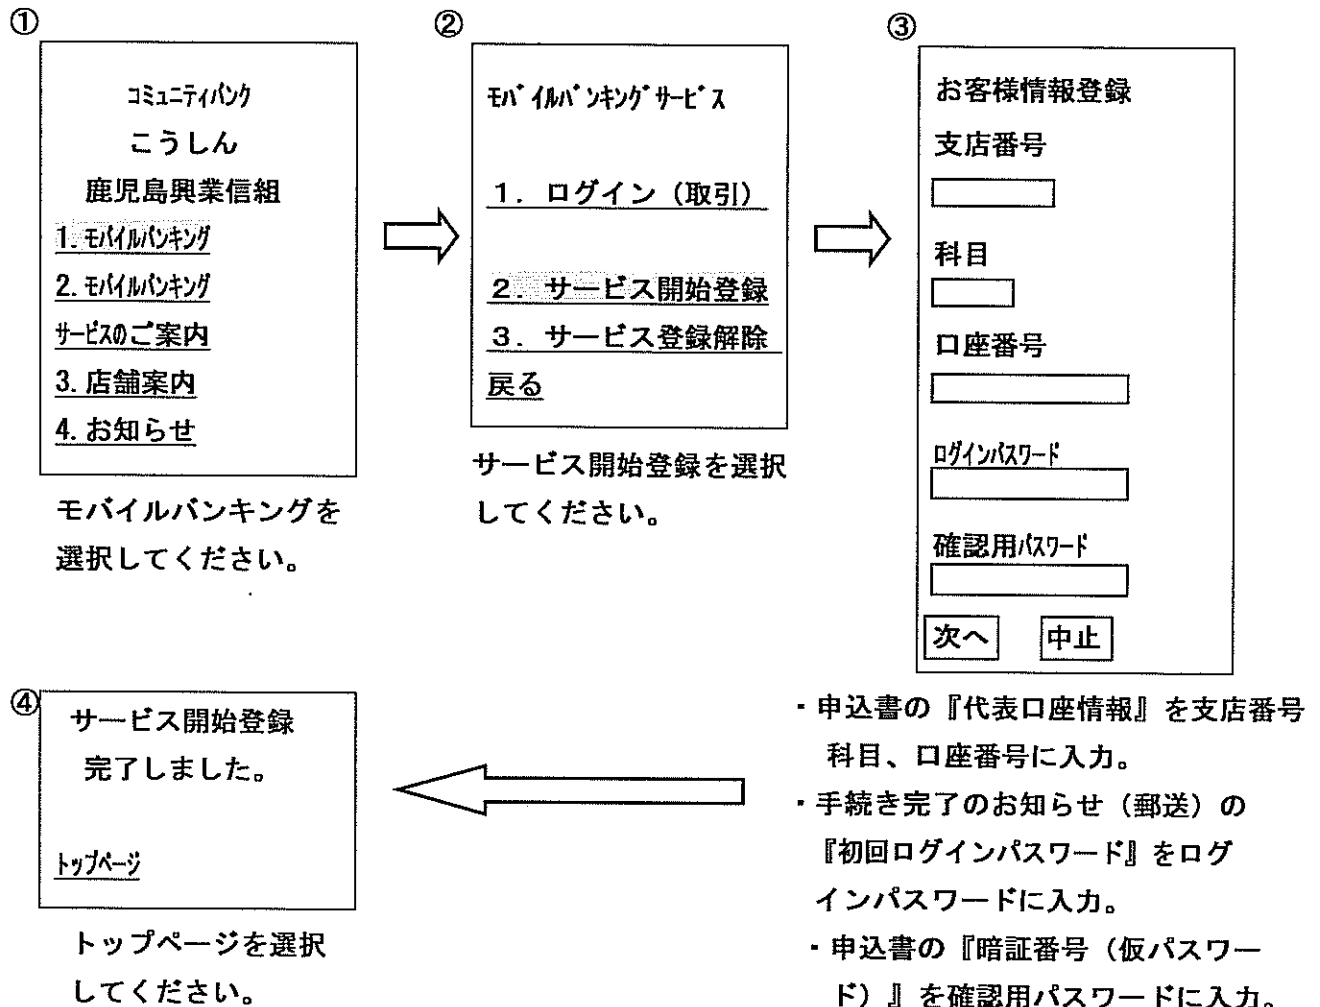 ①
コミュニティバンク
こうしん
鹿児島興業信組
1. モバイルバンキング
2. モバイルバンキング
サービスのご案内
3. 店舗案内
4. お知らせ
モバイルバンキングを
選択してください。
②
モバイルバンキングサービス
1. ログイン（取引）
2. サービス開始登録
3. サービス登録解除
戻る
サービス開始登録を選択
してください。
③
お客様情報登録
支店番号
科目
口座番号
ログインパスワード
確認用パスワード
次へ 中止
・申込書の『代表口座情報』を支店番号
科目、口座番号に入力。
・手続き完了のお知らせ（郵送）の
『初回ログインパスワード』をログ
インパスワードに入力。
・申込書の『暗証番号（仮パスワー
ド）』を確認用パスワードに入力。
④
サービス開始登録
完了しました。
トップページ
トップページを選択
してください。